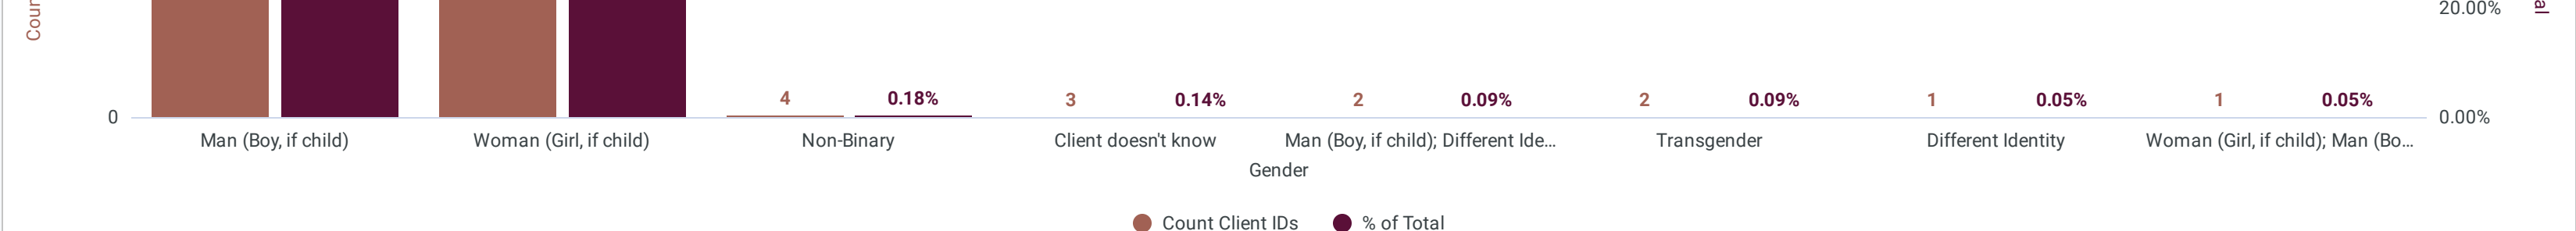 Coun
20.00%
al
4
0.18%
3
0.14%
2
0.09%
2
0.09%
1
0.05%
1
0.05%
0
0.00%
Man (Boy, if child)
Woman (Girl, if child)
Non-Binary
Client doesn't know
Man (Boy, if child); Different Ide...
Transgender
Different Identity
Woman (Girl, if child); Man (Bo...
Gender
Count Client IDs
% of Total